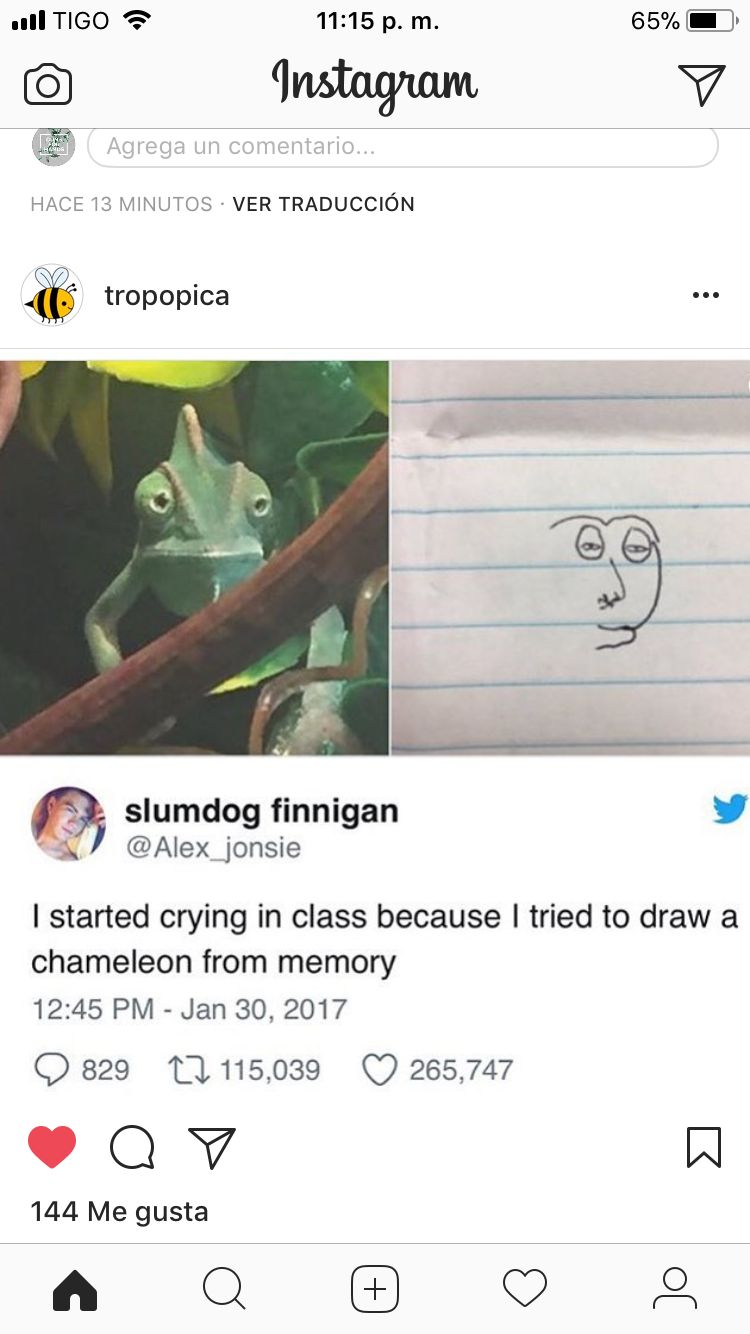 TIGO 11:15 p. m. 65%
Instagram
Agrega un comentario...
HACE 13 MINUTOS · VER TRADUCCIÓN
tropopica
slumdog finnigan
@Alex_jonsie
I started crying in class because I tried to draw a
chameleon from memory
12:45 PM - Jan 30, 2017
829 115,039 265,747
144 Me gusta